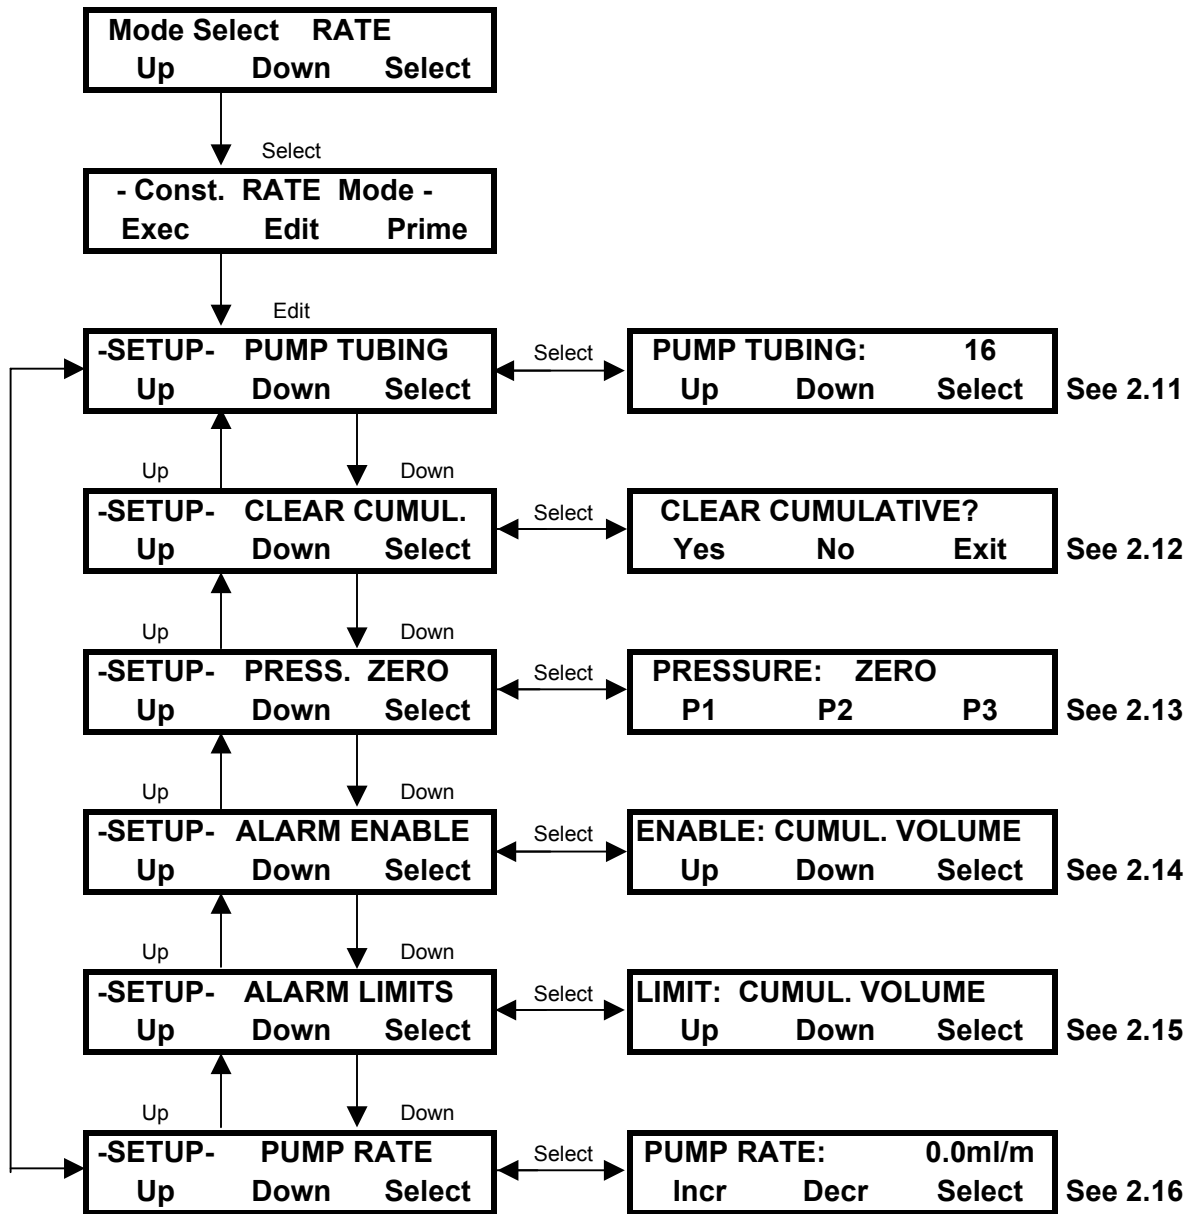 Mode Select RATE
Up Down Select
Select
- Const. RATE Mode -
Exec Edit Prime
Edit
-SETUP- PUMP TUBING
Up Down Select
Select
PUMP TUBING: 16
Up Down Select
See 2.11
Up Down
-SETUP- CLEAR CUMUL.
Up Down Select
Select
CLEAR CUMULATIVE?
Yes No Exit
See 2.12
Up Down
-SETUP- PRESS. ZERO
Up Down Select
Select
PRESSURE: ZERO
P1 P2 P3
See 2.13
Up Down
-SETUP- ALARM ENABLE
Up Down Select
Select
ENABLE: CUMUL. VOLUME
Up Down Select
See 2.14
Up Down
-SETUP- ALARM LIMITS
Up Down Select
Select
LIMIT: CUMUL. VOLUME
Up Down Select
See 2.15
Up Down
-SETUP- PUMP RATE
Up Down Select
Select
PUMP RATE: 0.0ml/m
Incr Decr Select
See 2.16